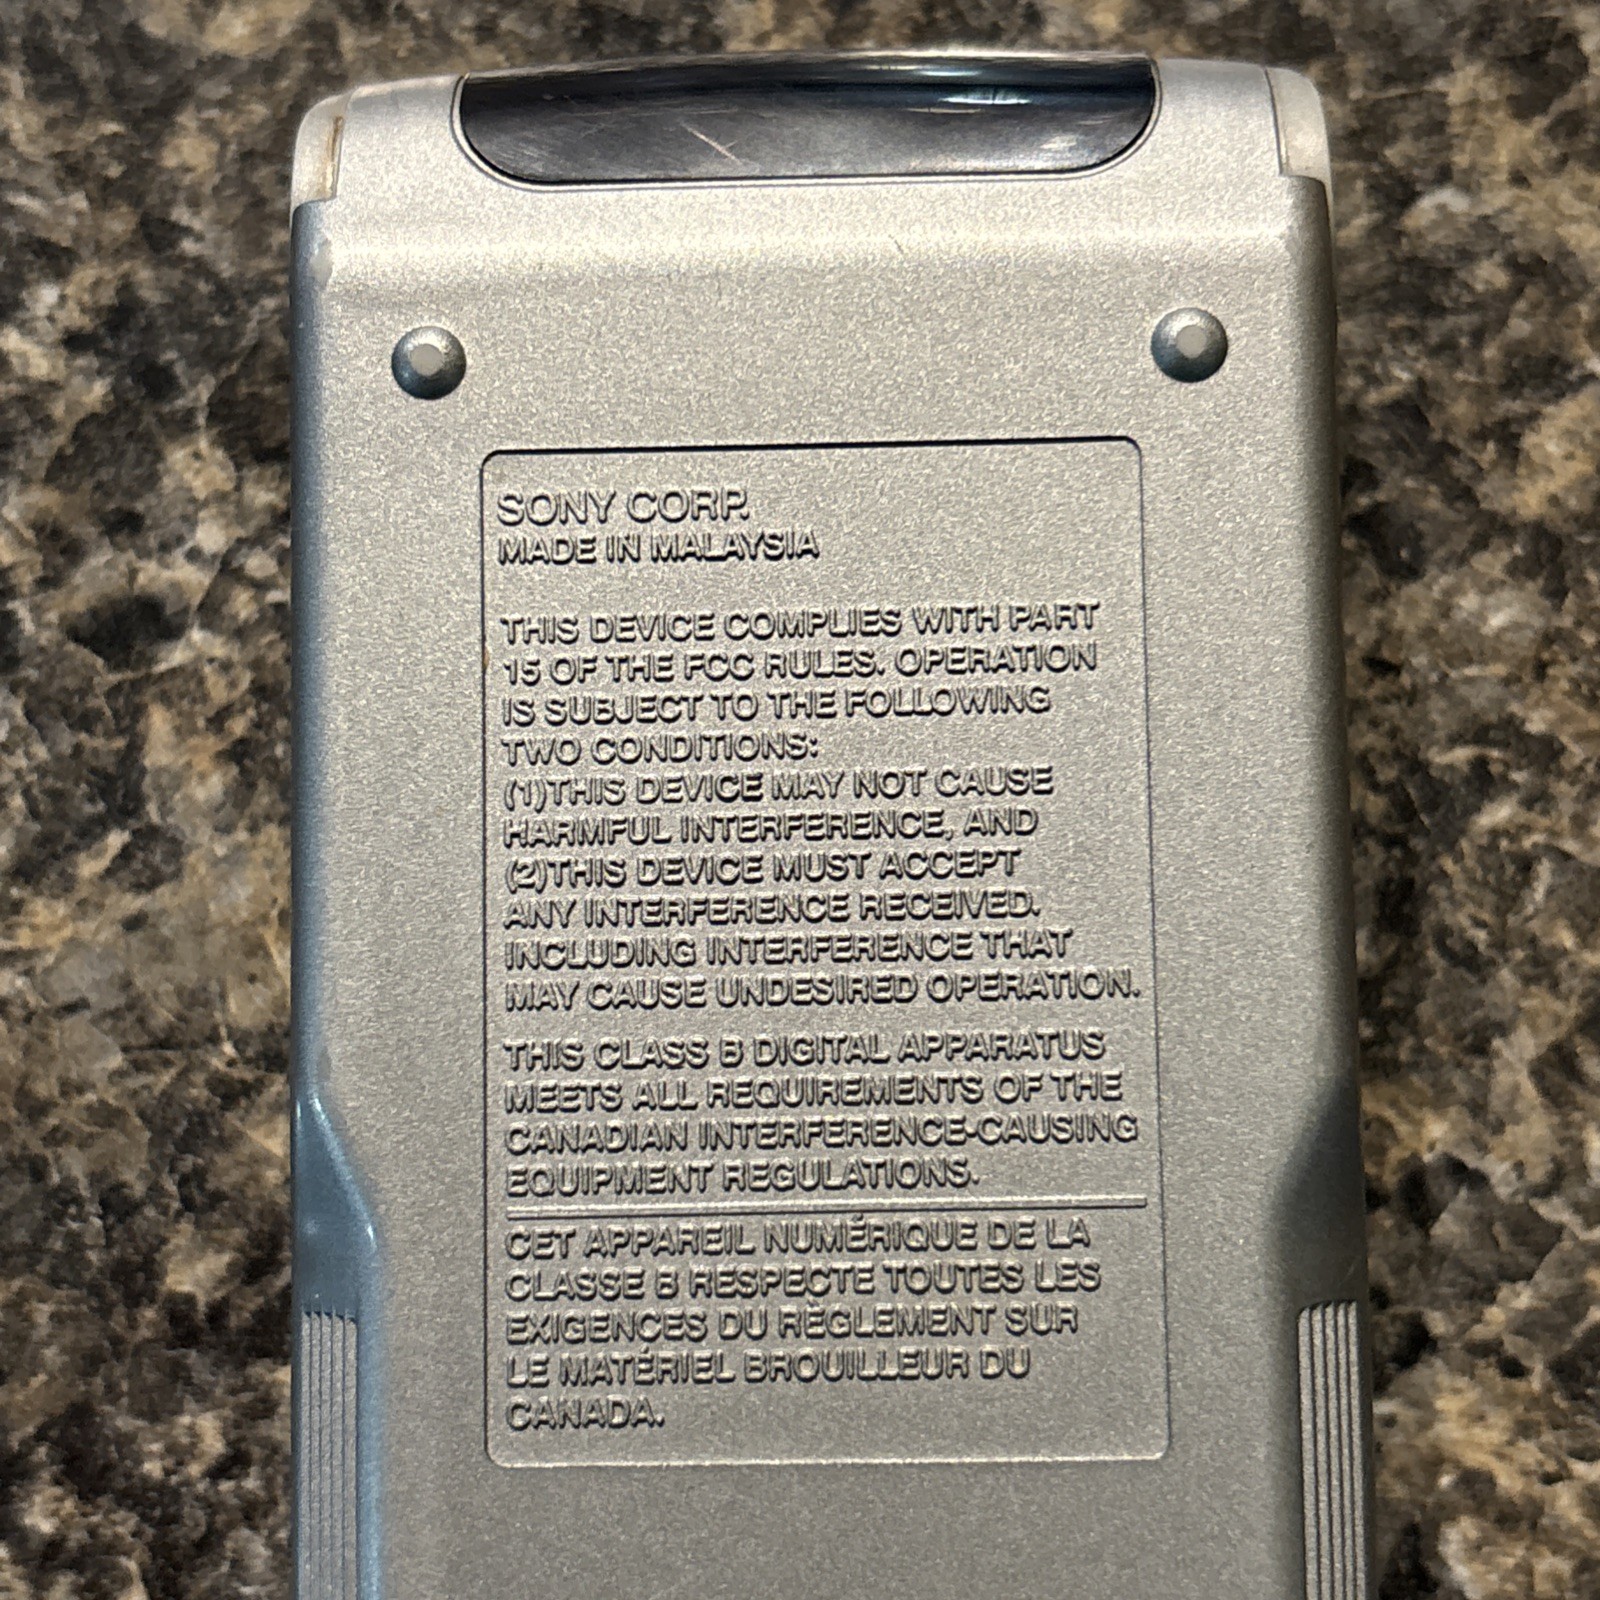 SONY CORP.
MADE IN MALAYSIA
THIS DEVICE COMPLIES WITH PART
15 OF THE FCC RULES. OPERATION
IS SUBJECT TO THE FOLLOWING
TWO CONDITIONS:
(1)THIS DEVICE MAY NOT CAUSE
HARMFUL INTERFERENCE, AND
(2)THIS DEVICE MUST ACCEPT
ANY INTERFERENCE RECEIVED.
INCLUDING INTERFERENCE THAT
MAY CAUSE UNDESIRED OPERATION.
THIS CLASS B DIGITAL APPARATUS
MEETS ALL REQUIREMENTS OF THE
CANADIAN INTERFERENCE-CAUSING
EQUIPMENT REGULATIONS.
CET APPAREIL NUMÉRIQUE DE LA
CLASSE B RESPECTE TOUTES LES
EXIGENCES DU RÈGLEMENT SUR
LE MATÉRIEL BROUILLEUR DU
CANADA.